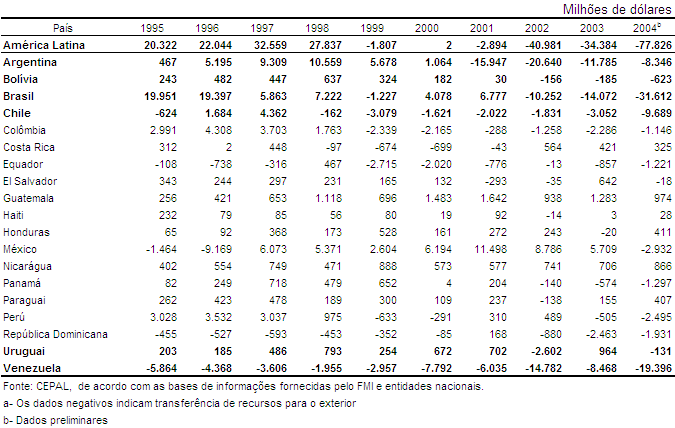 Milhões de dólares
País 1995 1996 1997 1998 1999 2000 2001 2002 2003 2004b
América Latina 20.322 22.044 32.559 27.837 -1.807 2 -2.894 -40.981 -34.384 -77.826
Argentina 467 5.195 9.309 10.559 5.678 1.064 -15.947 -20.640 -11.785 -8.346
Bolívia 243 482 447 637 324 182 30 -156 -185 -623
Brasil 19.951 19.397 5.863 7.222 -1.227 4.078 6.777 -10.252 -14.072 -31.612
Chile -624 1.684 4.362 -162 -3.079 -1.621 -2.022 -1.831 -3.052 -9.689
Colômbia 2.991 4.308 3.703 1.763 -2.339 -2.165 -288 -1.258 -2.286 -1.146
Costa Rica 312 2 448 -97 -674 -699 -43 564 421 325
Equador -108 -738 -316 467 -2.715 -2.020 -776 -13 -857 -1.221
El Salvador 343 244 297 231 165 132 -293 -35 642 -18
Guatemala 256 421 653 1.118 696 1.483 1.642 938 1.283 974
Haiti 232 79 85 56 80 19 92 -14 3 28
Honduras 65 92 368 173 528 161 272 243 -20 411
México -1.464 -9.169 6.073 5.371 2.604 6.194 11.498 8.786 5.709 -2.932
Nicarágua 402 554 749 471 888 573 577 741 706 866
Panamá 82 249 718 479 652 4 204 -140 -574 -1.297
Paraguai 262 423 478 189 300 109 237 -138 155 407
Perú 3.028 3.532 3.037 975 -633 -291 310 489 -505 -2.495
República Dominicana -455 -527 -593 -453 -352 -85 168 -880 -2.463 -1.931
Uruguai 203 185 486 793 254 672 702 -2.602 964 -131
Venezuela -5.864 -4.368 -3.606 -1.955 -2.957 -7.792 -6.035 -14.782 -8.468 -19.396
Fonte: CEPAL, de acordo com as bases de informações fornecidas pelo FMI e entidades nacionais.
a- Os dados negativos indicam transferência de recursos para o exterior
b- Dados preliminares